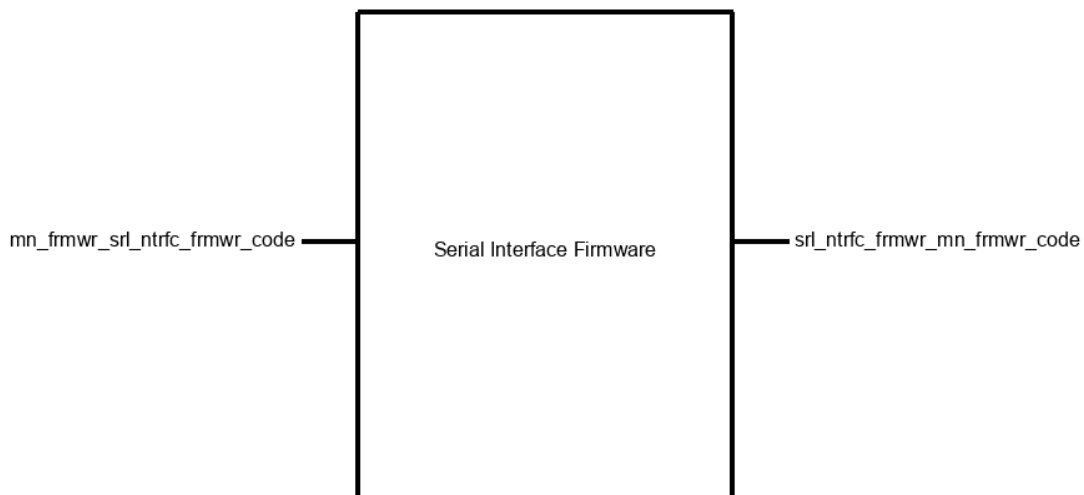 mn_frmwr_srl_ntrfc_frmwr_code
Serial Interface Firmware
srl_ntrfc_frmwr_mn_frmwr_code